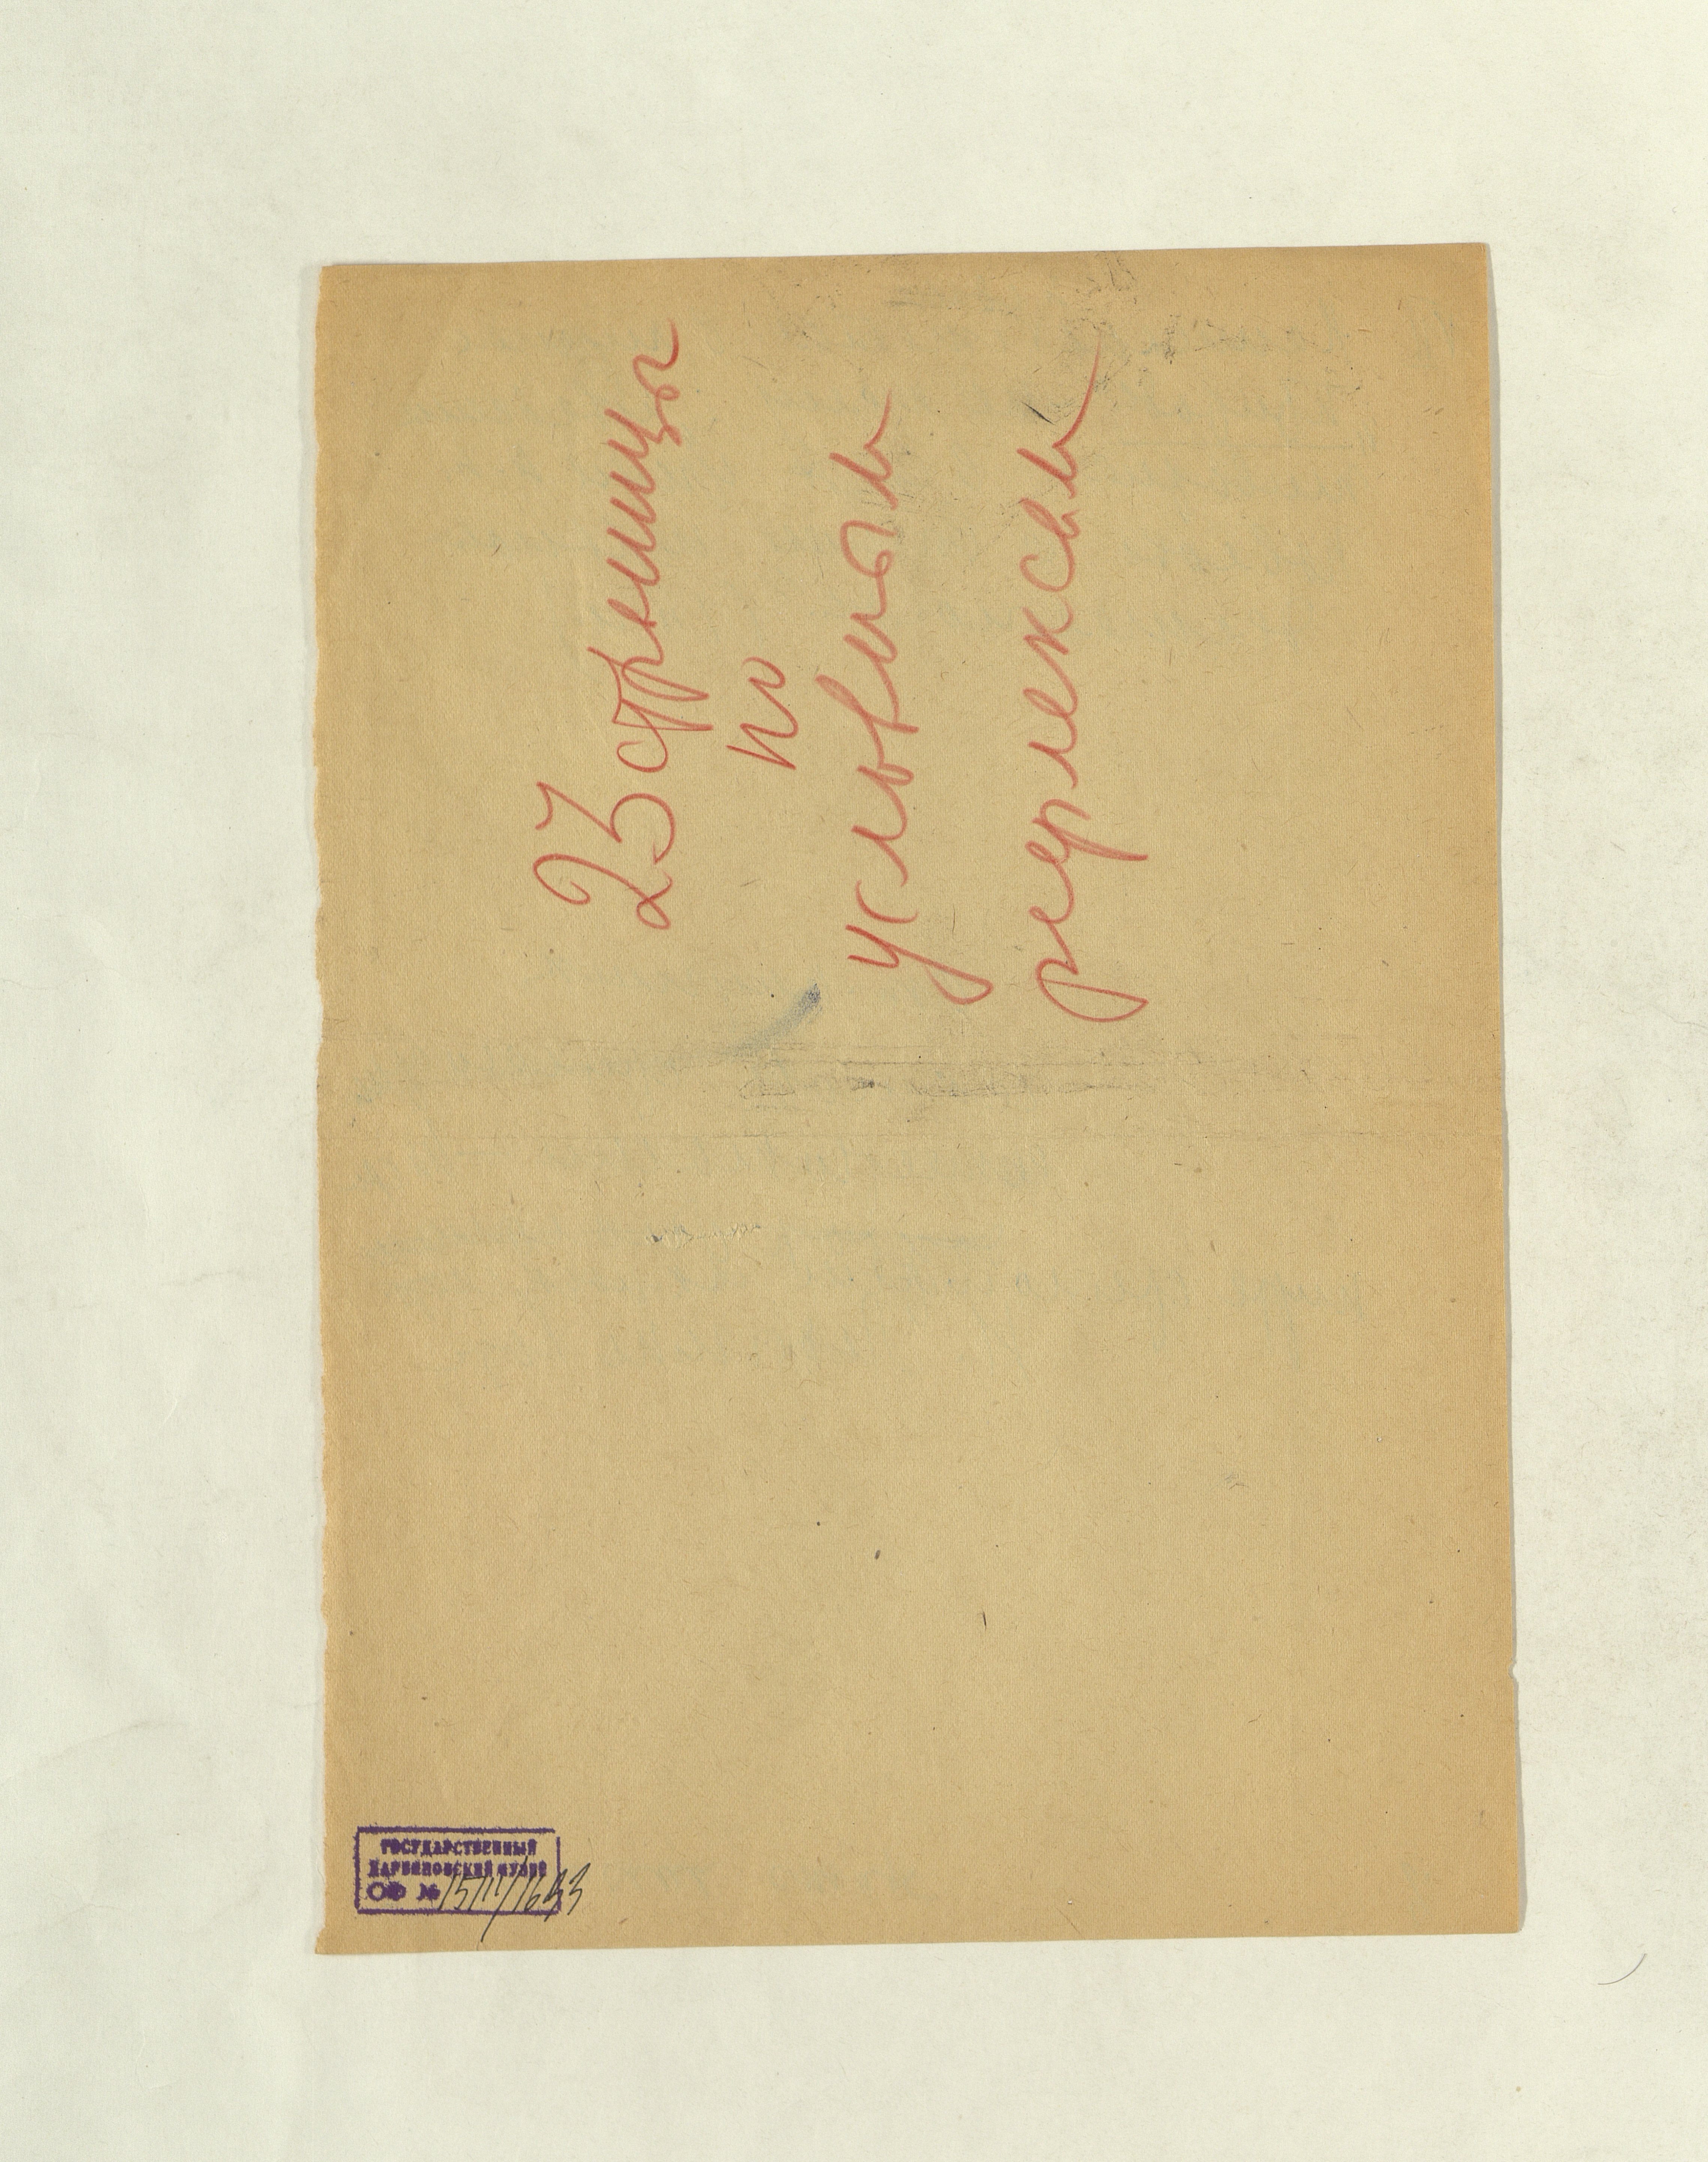 23 страницы
по
условным
рефлексам
ГОСУДАРСТВЕННЫЙ
ДАРВИНОВСКИЙ МУЗЕЙ
ОФ №